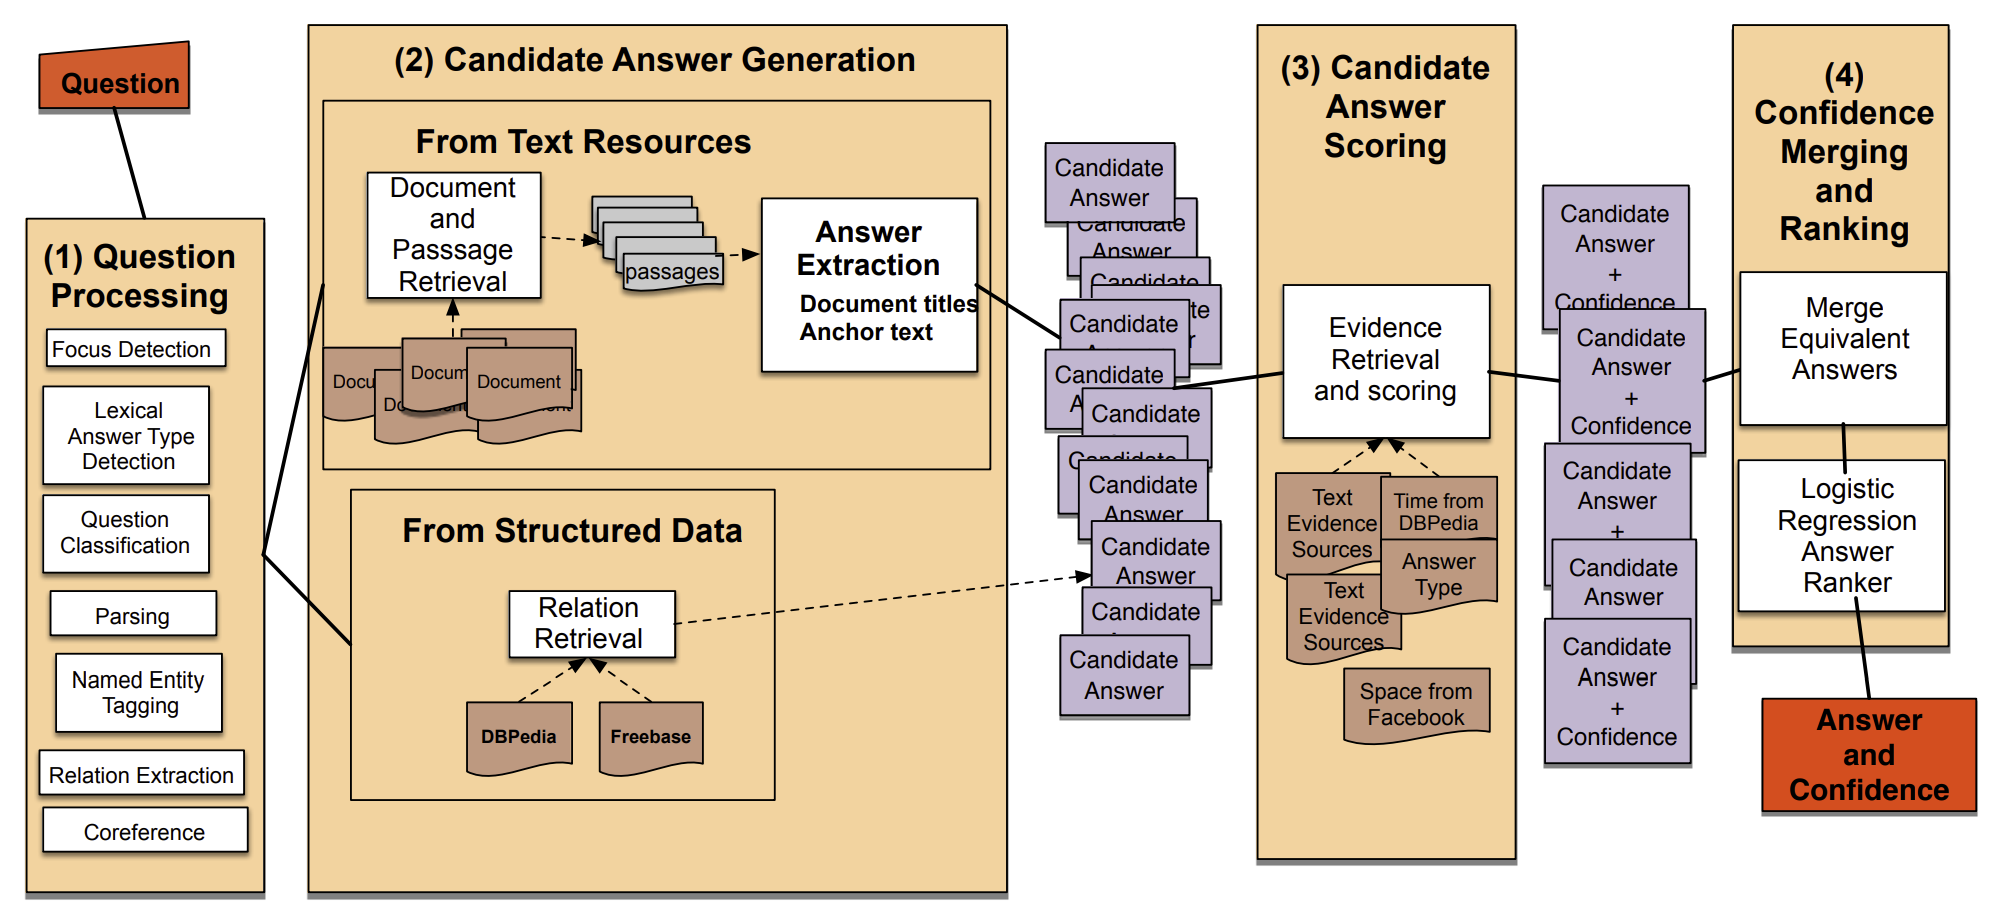 Question
(1) Question
Processing
Focus Detection
Lexical
Answer Type
Detection
Question
Classification
Parsing
Named Entity
Tagging
Relation Extraction
Coreference
(2) Candidate Answer Generation
From Text Resources
Document
and
Passsage
Retrieval
passages
Answer
Extraction
Document titles
Anchor text
Docu
Docum
Document
From Structured Data
Relation
Retrieval
DBPedia
Freebase
Candidate
Answer
Candidate
Answer
Candidate
Candidate
Candidate
Candidate
Candidate
Candidate
Answer
Candidate
Answer
Candidate
Candidate
Answer
(3) Candidate
Answer
Scoring
Evidence
Retrieval
and scoring
Text
Evidence
Sources
Time from
DBPedia
Answer
Type
Text
Evidence
Sources
Space from
Facebook
Candidate
Answer
+
Confidence
Candidate
Answer
+
Confidence
Candidate
Answer
+
Candidate
Answer
Candidate
Answer
+
Confidence
(4)
Confidence
Merging
and
Ranking
Merge
Equivalent
Answers
Logistic
Regression
Answer
Ranker
Answer
and
Confidence